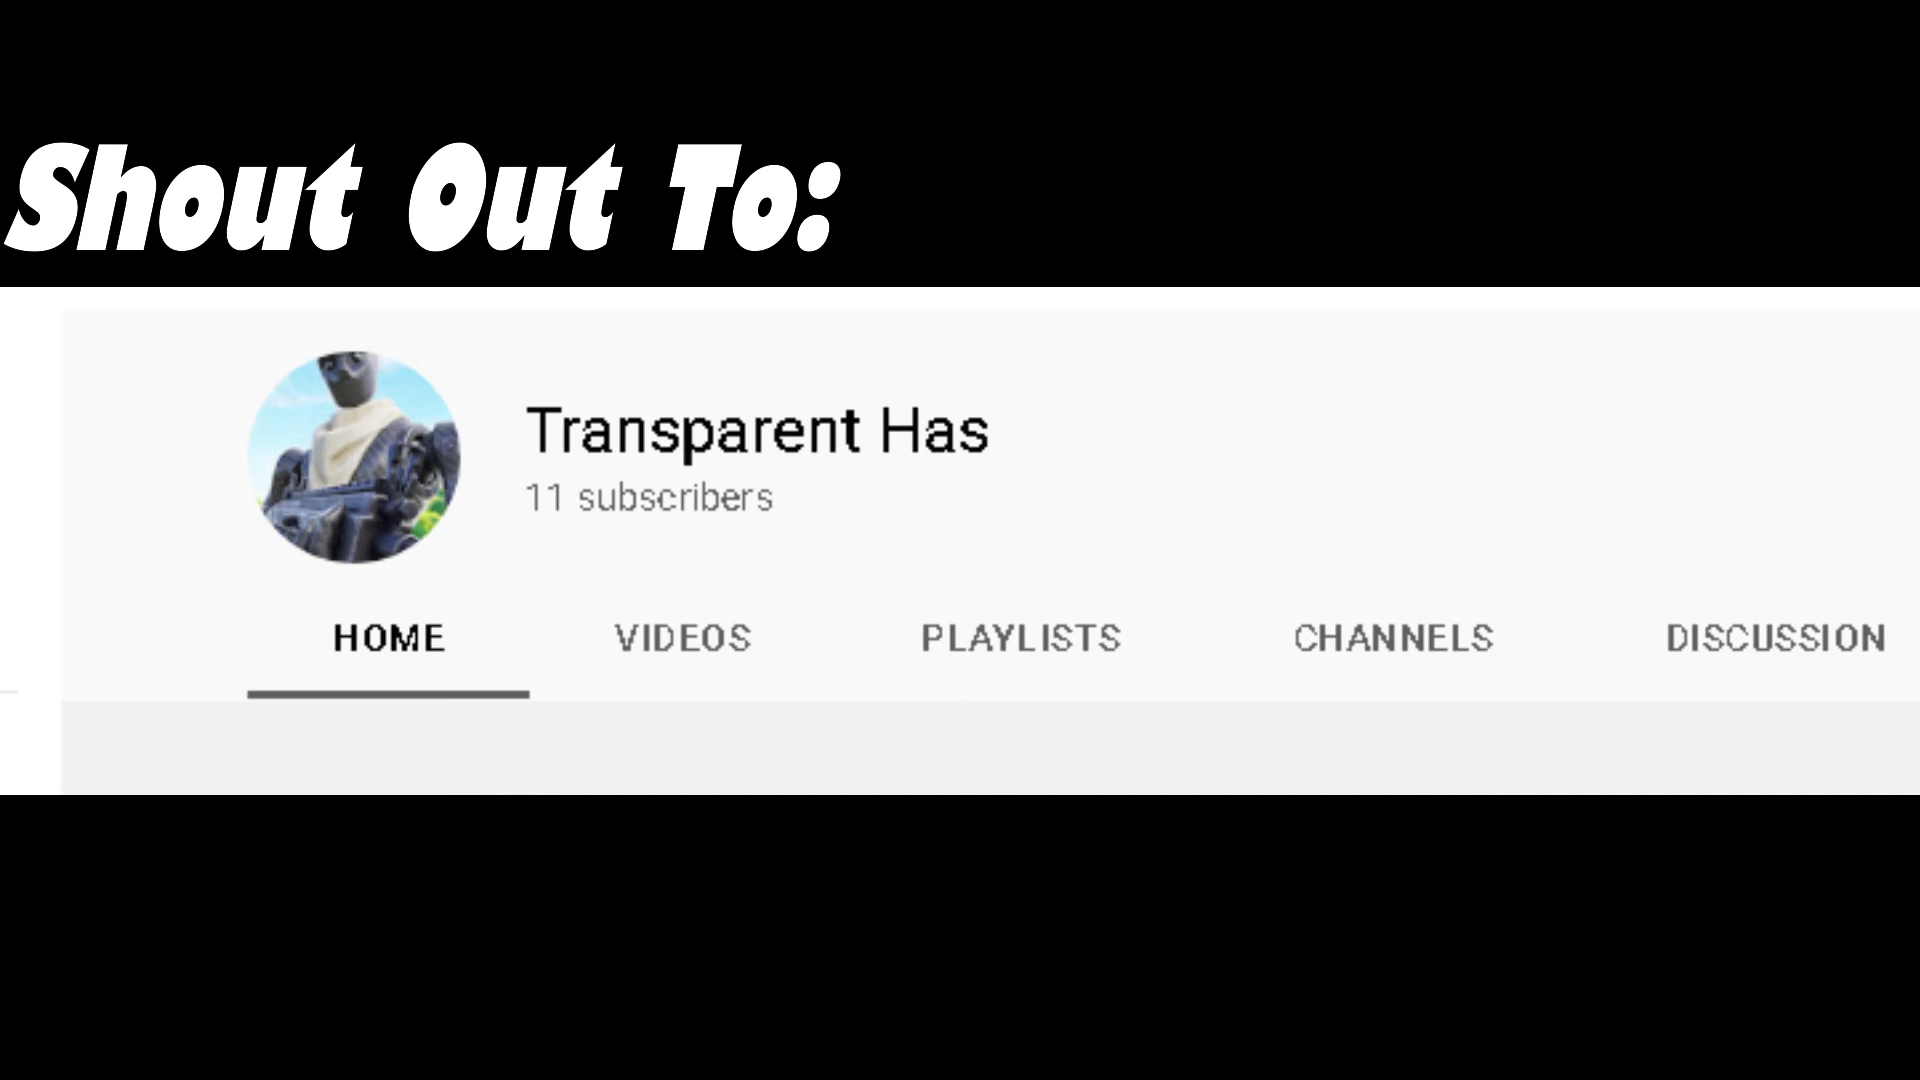 Shout Out To:
Transparent Has
11 subscribers
HOME VIDEOS PLAYLISTS CHANNELS DISCUSSION